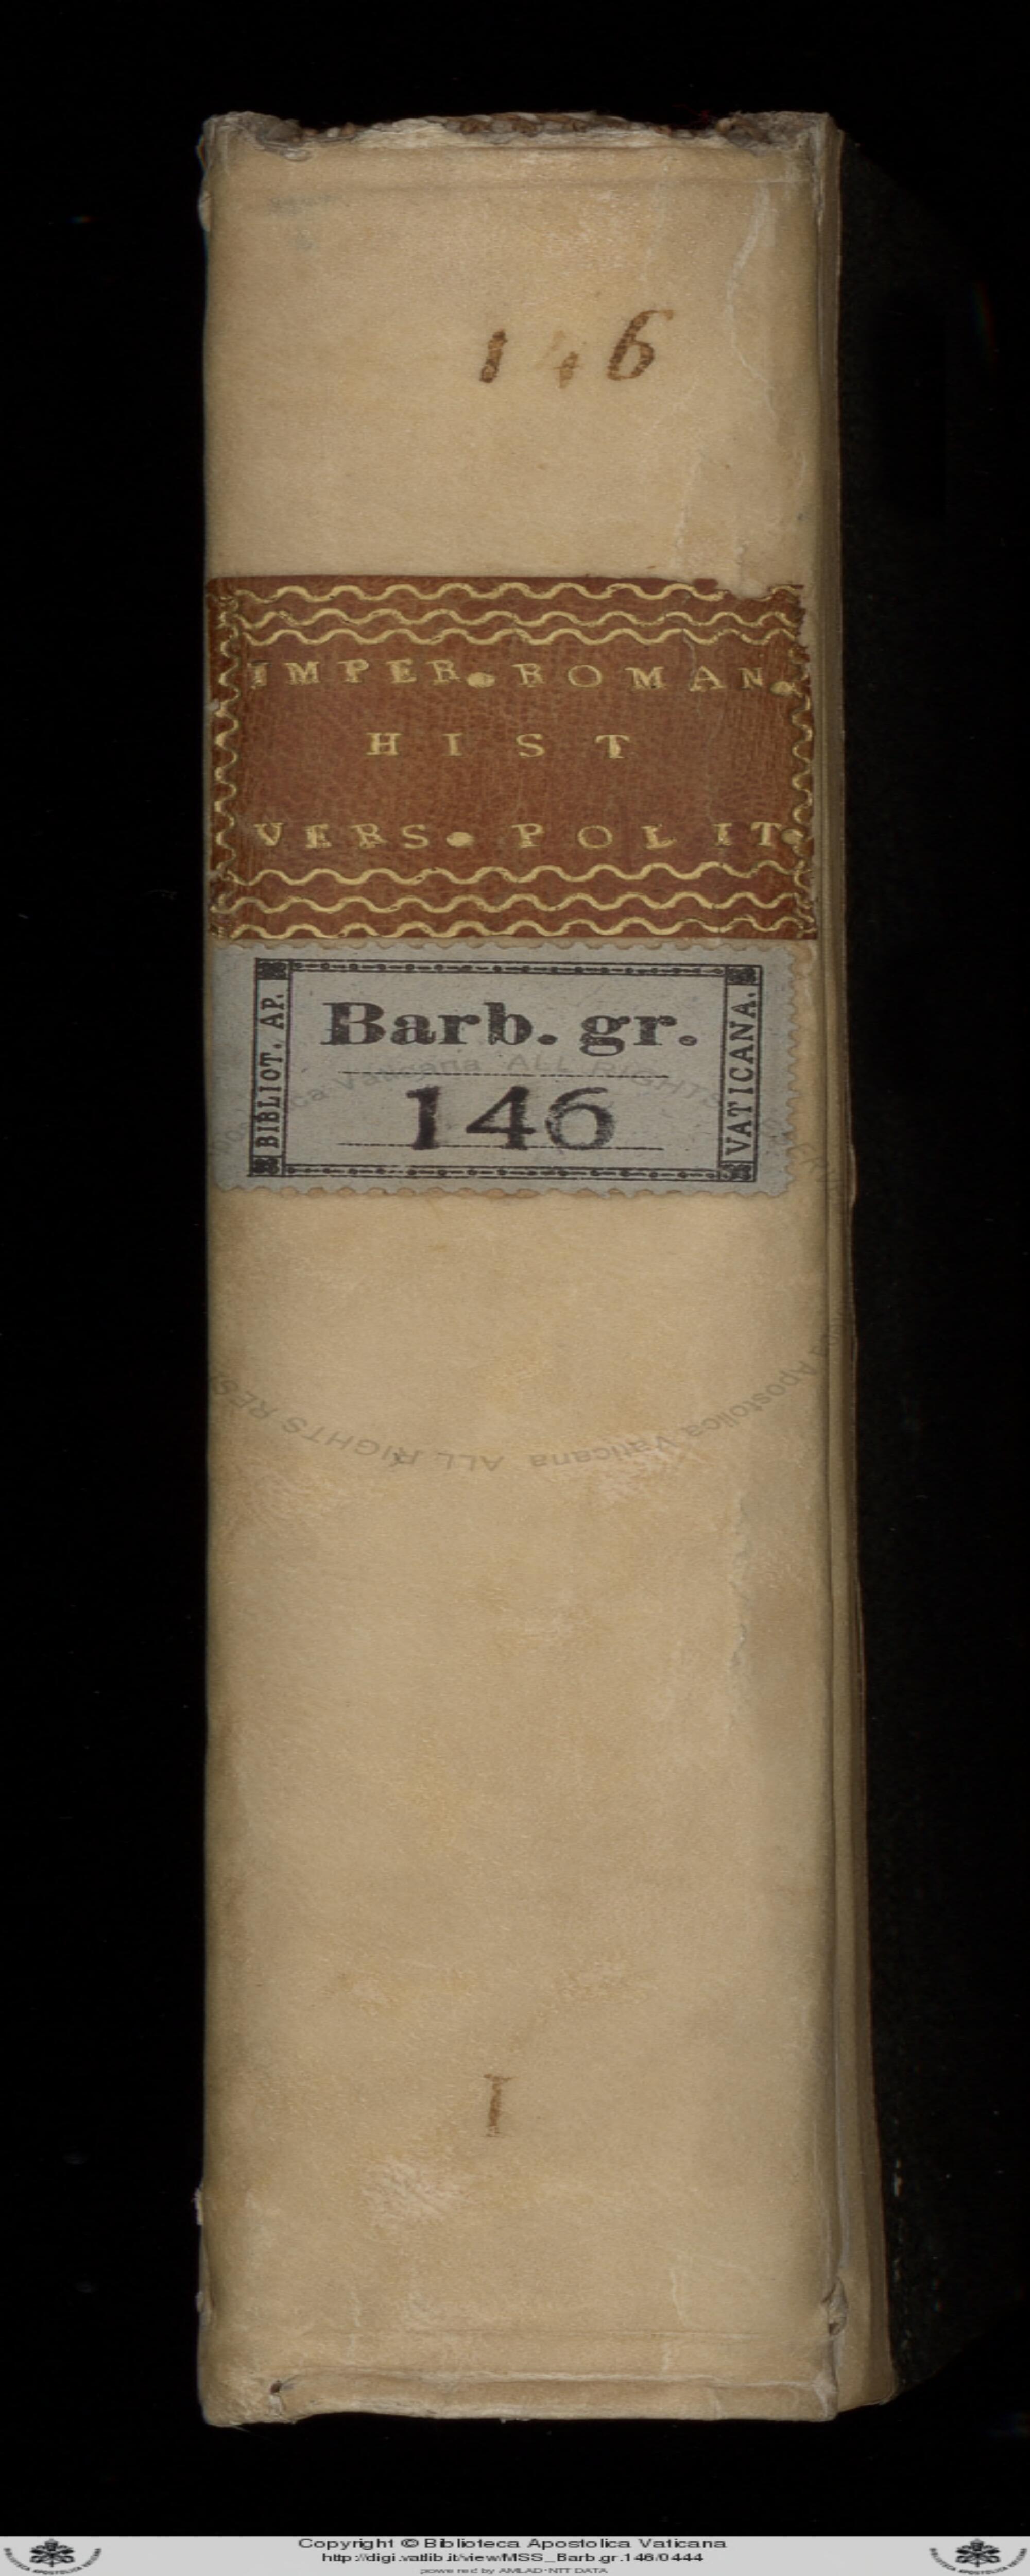 146
IMPER. ROMAN.
HIST
VERS. POLIT.
BIBLIOT. AP.
Barb. gr.
VATICANA.
146
I
Copyright © Biblioteca Apostolica Vaticana
http://digi.vatlib.it/view/MSS_Barb.gr.146/0444
powered by AMLAD-NTT DATA